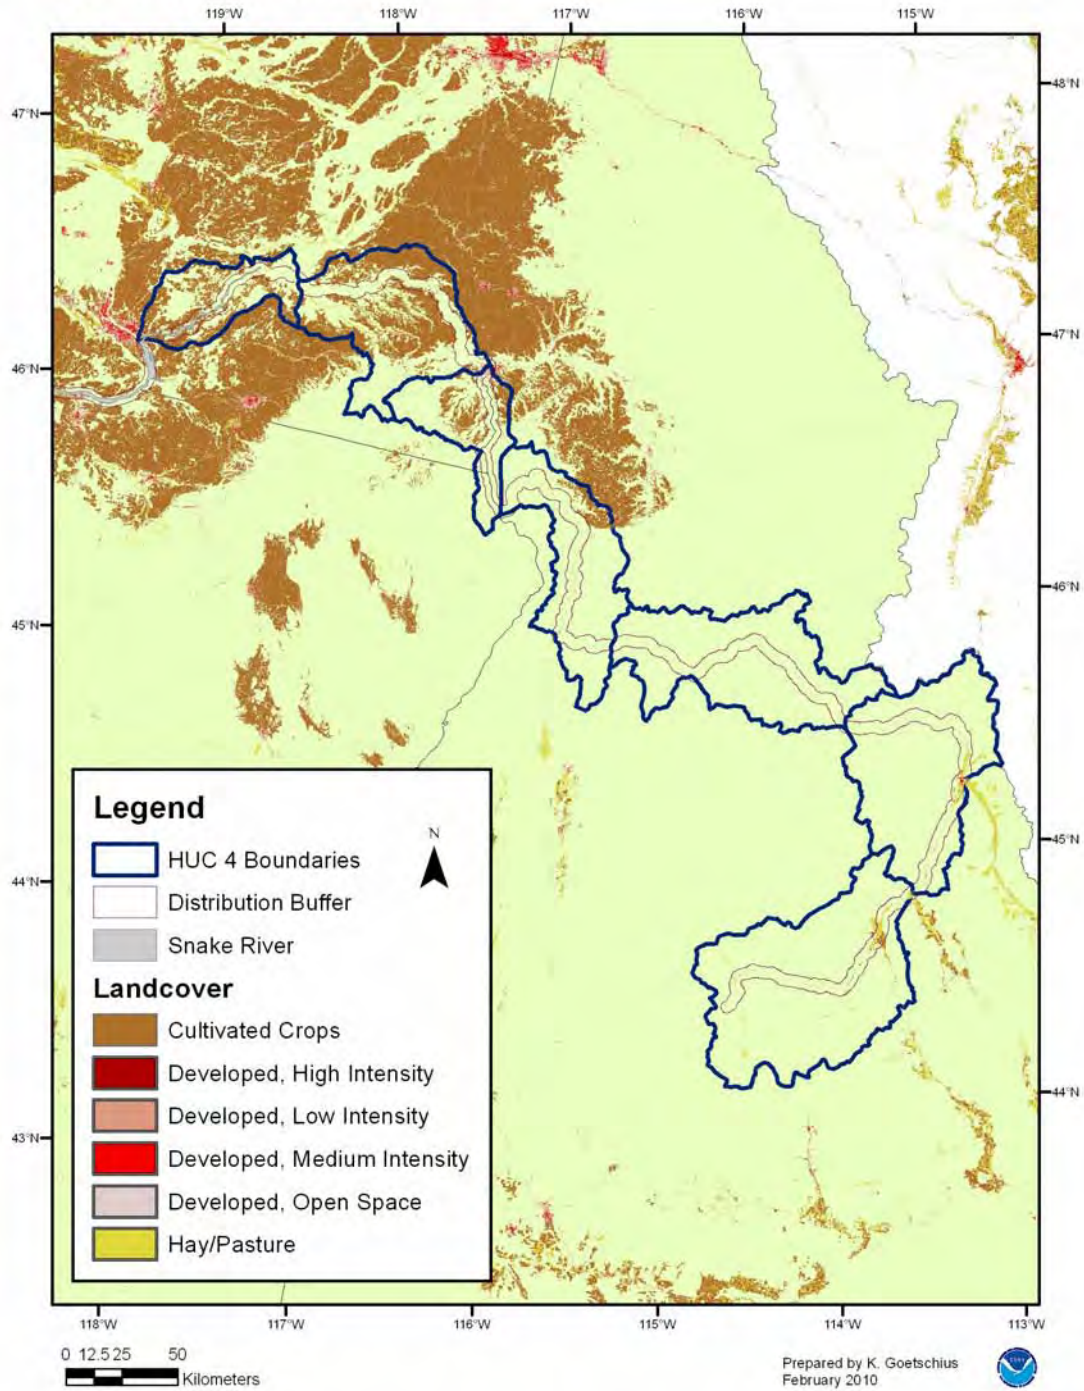 119°W 118°W 117°W 116°W 115°W
48°N
47°N
47°N
46°N
46°N
45°N
45°N
44°N
44°N
43°N
Legend
N
HUC 4 Boundaries
Distribution Buffer
Snake River
Landcover
Cultivated Crops
Developed, High Intensity
Developed, Low Intensity
Developed, Medium Intensity
Developed, Open Space
Hay/Pasture
118°W 117°W 116°W 115°W 114°W 113°W
0 12.5 25 50
Kilometers
Prepared by K. Goetschius
February 2010